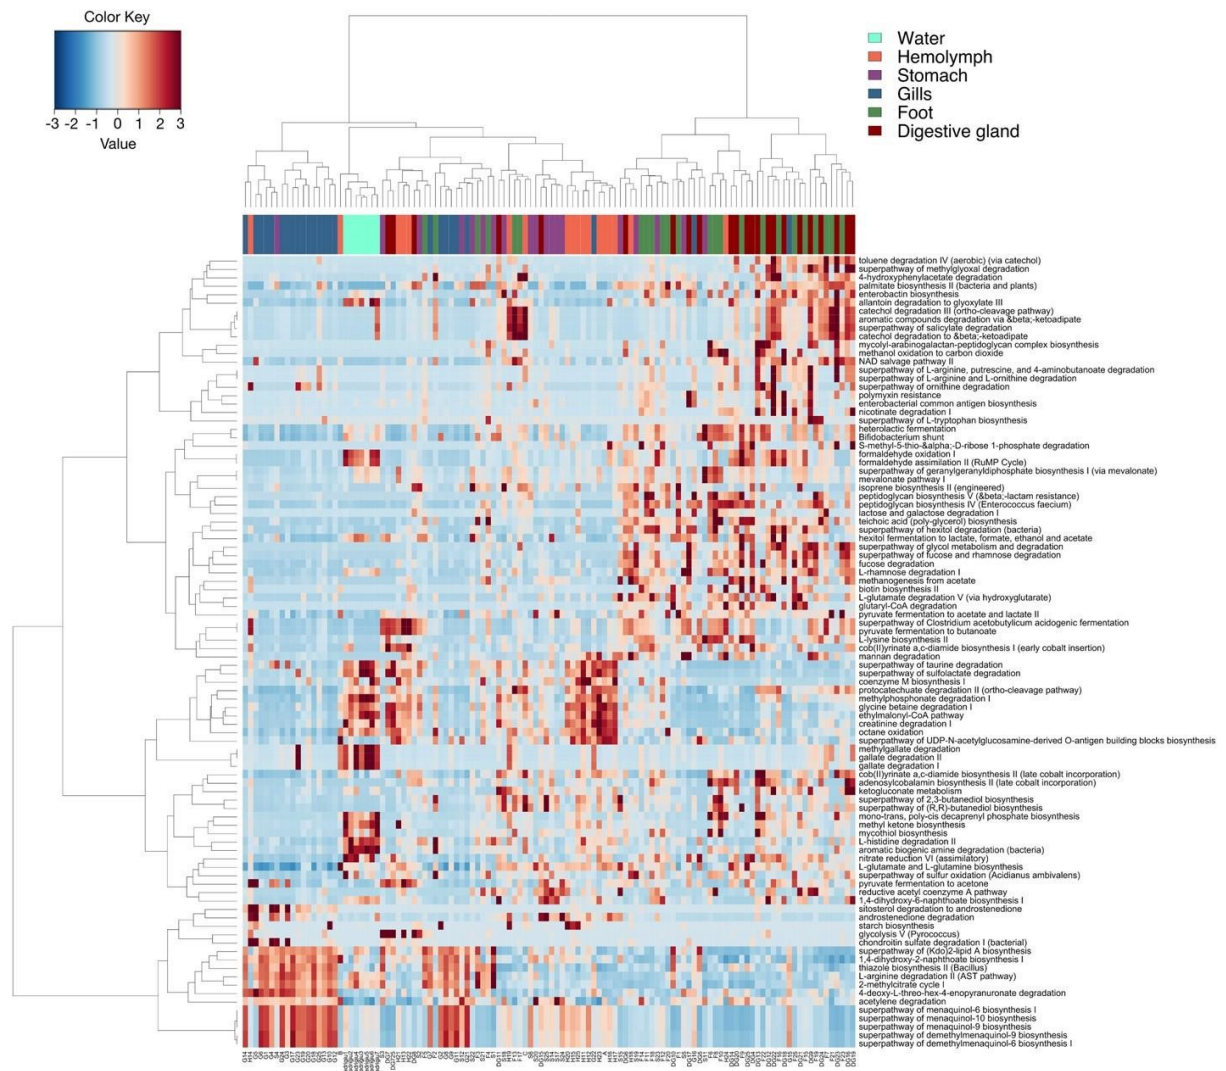 Color Key
-3 -2 -1 0 1 2 3
Value
Water
Hemolymph
Stomach
Gills
Foot
Digestive gland
toluene degradation IV (aerobic) (via catechol)
superpathway of methylglyoxal degradation
4-hydroxyphenylacetate degradation
palmitate biosynthesis II (bacteria and plants)
enterobactin biosynthesis
allantoin degradation to glyoxylate III
catechol degradation III (ortho-cleavage pathway)
aromatic compounds degradation via &beta;-ketoadipate
superpathway of salicylate degradation
catechol degradation to &beta;-ketoadipate
mycolyl-arabinogalactan-peptidoglycan complex biosynthesis
methanol oxidation to carbon dioxide
NAD salvage pathway II
superpathway of L-arginine, putrescine, and 4-aminobutanoate degradation
superpathway of L-arginine and L-ornithine degradation
superpathway of ornithine degradation
polymyxin resistance
enterobacterial common antigen biosynthesis
nicotinate degradation I
superpathway of L-tryptophan biosynthesis
heterolactic fermentation
Bifidobacterium shunt
S-methyl-5-thio-&alpha;-D-ribose 1-phosphate degradation
formaldehyde oxidation I
formaldehyde assimilation II (RuMP Cycle)
superpathway of geranylgeranyldiphosphate biosynthesis I (via mevalonate)
mevalonate pathway I
isoprene biosynthesis II (engineered)
peptidoglycan biosynthesis V (&beta;-lactam resistance)
peptidoglycan biosynthesis IV (Enterococcus faecium)
lactose and galactose degradation I
teichoic acid (poly-glycerol) biosynthesis
superpathway of hexitol degradation (bacteria)
hexitol fermentation to lactate, formate, ethanol and acetate
superpathway of glycol metabolism and degradation
superpathway of fucose and rhamnose degradation
fucose degradation
L-rhamnose degradation I
methanogenesis from acetate
biotin biosynthesis II
L-glutamate degradation V (via hydroxyglutarate)
glutaryl-CoA degradation
pyruvate fermentation to acetate and lactate II
superpathway of Clostridium acetobutylicum acidogenic fermentation
pyruvate fermentation to butanoate
L-lysine biosynthesis II
cob(II)yrinate a,c-diamide biosynthesis I (early cobalt insertion)
mannan degradation
superpathway of taurine degradation
superpathway of sulfolactate degradation
coenzyme M biosynthesis I
protocatechuate degradation II (ortho-cleavage pathway)
methylphosphonate degradation I
glycine betaine degradation I
ethylmalonyl-CoA pathway
creatinine degradation I
octane oxidation
superpathway of UDP-N-acetylglucosamine-derived O-antigen building blocks biosynthesis
methylgallate degradation
gallate degradation II
gallate degradation I
cob(II)yrinate a,c-diamide biosynthesis II (late cobalt incorporation)
adenosylcobalamin biosynthesis II (late cobalt incorporation)
ketogluconate metabolism
superpathway of 2,3-butanediol biosynthesis
superpathway of (R,R)-butanediol biosynthesis
mono-trans, poly-cis decaprenyl phosphate biosynthesis
methyl ketone biosynthesis
mycothiol biosynthesis
L-histidine degradation II
aromatic biogenic amine degradation (bacteria)
nitrate reduction VI (assimilatory)
L-glutamate and L-glutamine biosynthesis
superpathway of sulfur oxidation (Acidianus ambivalens)
pyruvate fermentation to acetone
reductive acetyl coenzyme A pathway
1,4-dihydroxy-6-naphthoate biosynthesis I
sitosterol degradation to androstenedione
androstenedione degradation
starch biosynthesis
glycolysis V (Pyrococcus)
chondroitin sulfate degradation I (bacterial)
superpathway of (Kdo)2-lipid A biosynthesis
1,4-dihydroxy-2-naphthoate biosynthesis I
thiazole biosynthesis II (Bacillus)
L-arginine degradation II (AST pathway)
2-methylcitrate cycle I
4-deoxy-L-threo-hex-4-enopyranuronate degradation
acetylene degradation
superpathway of menaquinol-6 biosynthesis I
superpathway of menaquinol-10 biosynthesis
superpathway of menaquinol-9 biosynthesis
superpathway of demethylmenaquinol-9 biosynthesis
superpathway of demethylmenaquinol-6 biosynthesis I